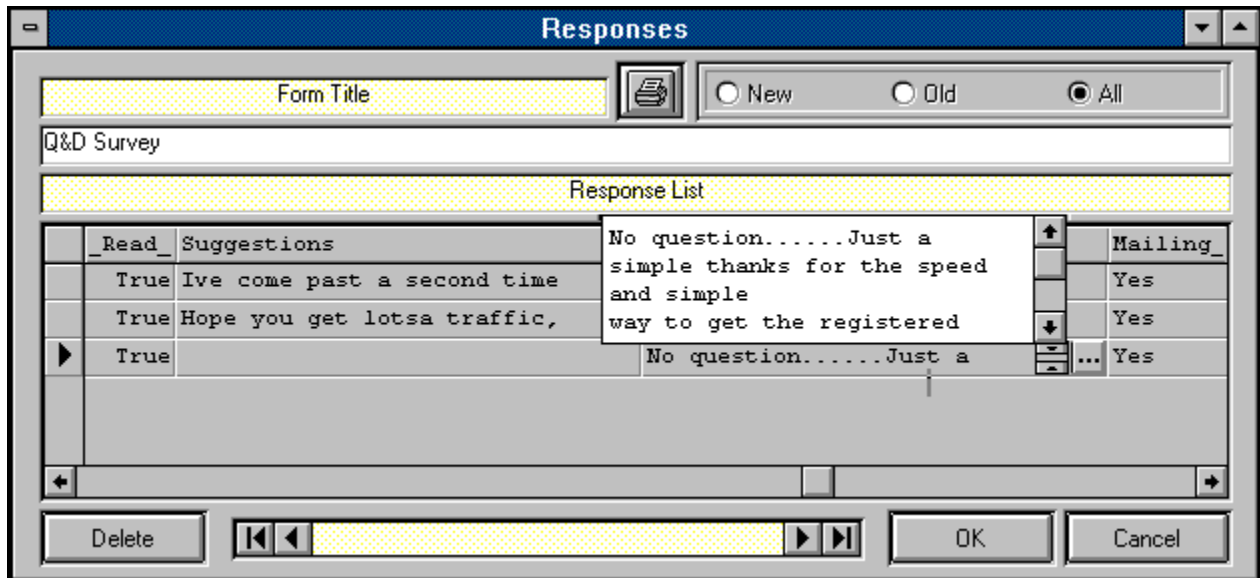 Responses
Form Title
New
Old
All
Q&D Survey
Response List
_Read_ Suggestions Mailing_
No question......Just a
simple thanks for the speed
and simple
way to get the registered
True Ive come past a second time Yes
True Hope you get lotsa traffic, Yes
True No question......Just a ... Yes
Delete
OK
Cancel